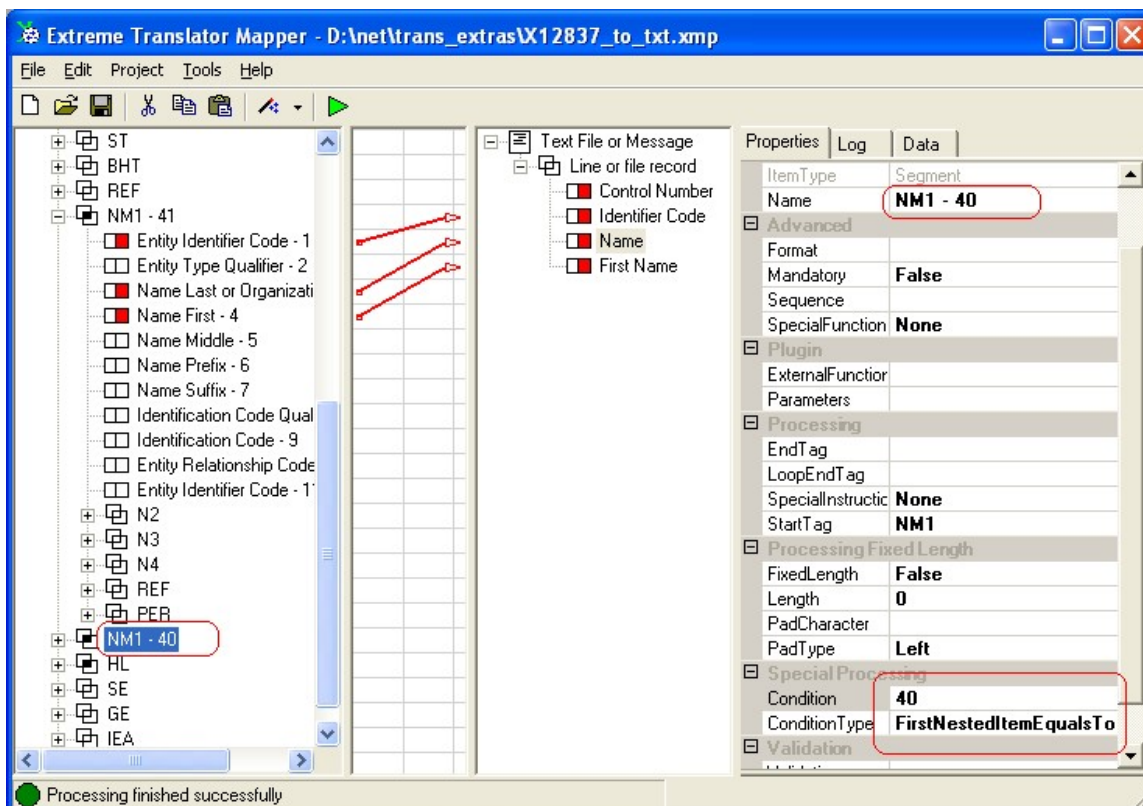 Extreme Translator Mapper - D:\net\trans_extras\X12837_to_txt.xmp
File Edit Project Tools Help
ST
BHT
REF
NM1 - 41
Entity Identifier Code - 1
Entity Type Qualifier - 2
Name Last or Organizati
Name First - 4
Name Middle - 5
Name Prefix - 6
Name Suffix - 7
Identification Code Qual
Identification Code - 9
Entity Relationship Code
Entity Identifier Code - 1
N2
N3
N4
REF
PER
NM1 - 40
HL
SE
GE
IEA
Text File or Message
Line or file record
Control Number
Identifier Code
Name
First Name
Properties Log Data
ItemType Segment
Name NM1 - 40
Advanced
Format
Mandatory False
Sequence
SpecialFunction None
Plugin
ExternalFunctior
Parameters
Processing
EndTag
LoopEndTag
SpecialInstructic None
StartTag NM1
Processing Fixed Length
FixedLength False
Length 0
PadCharacter
PadType Left
Special Processing
Condition 40
ConditionType FirstNestedItemEqualsTo
Validation
Processing finished successfully